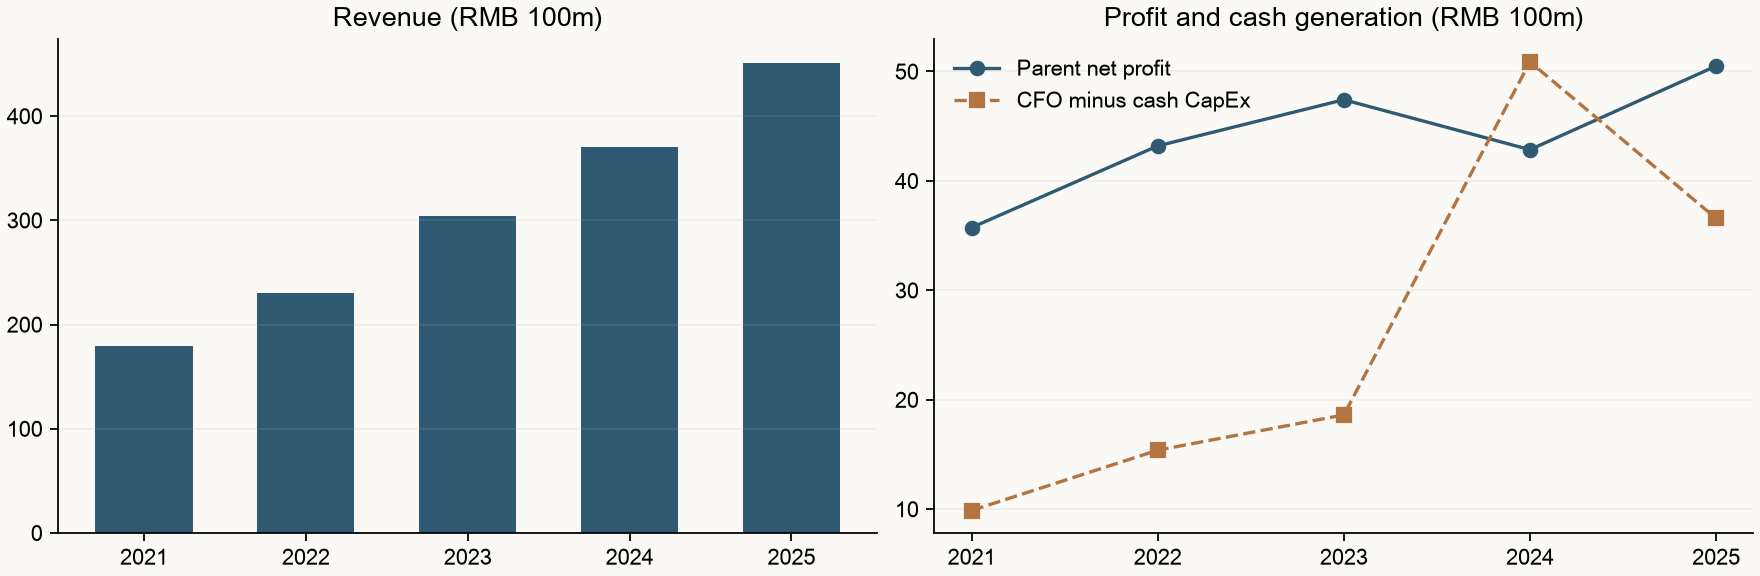 Revenue (RMB 100m)
400
300
200
100
0
2021 2022 2023 2024 2025
Profit and cash generation (RMB 100m)
Parent net profit
CFO minus cash CapEx
50
40
30
20
10
2021 2022 2023 2024 2025